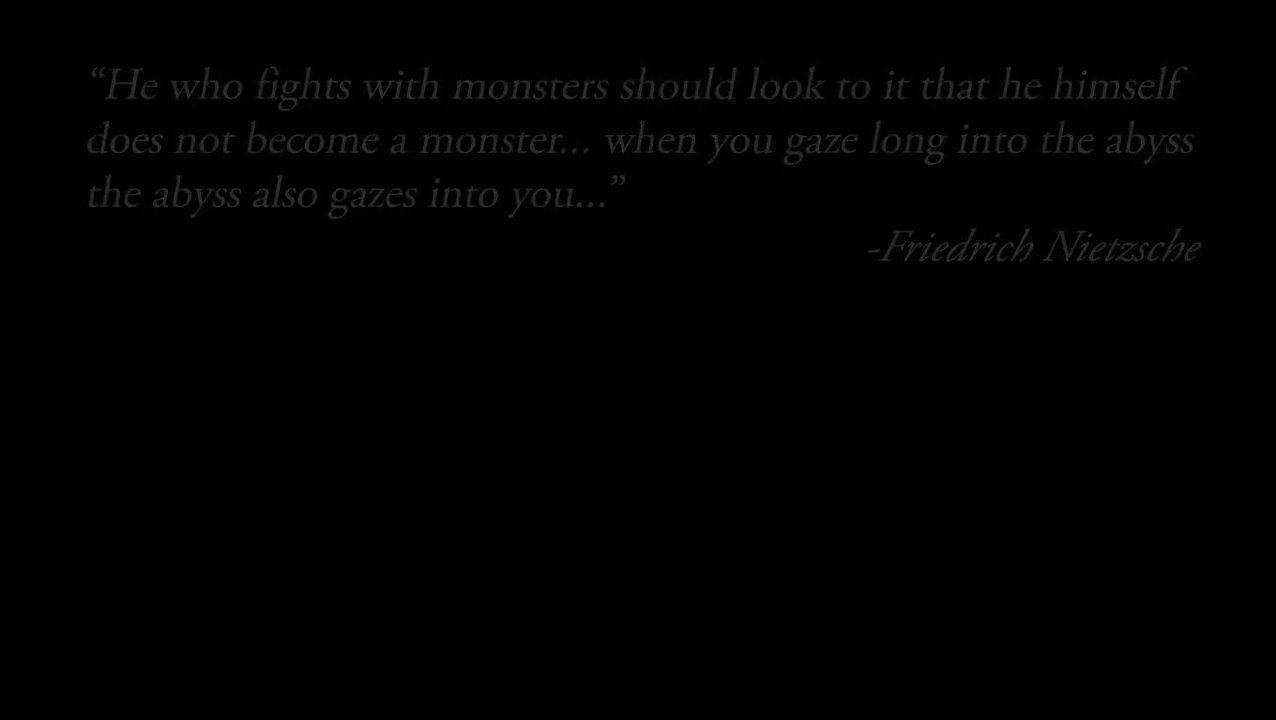 “He who fights with monsters should look to it that he himself
does not become a monster... when you gaze long into the abyss
the abyss also gazes into you...”
-Friedrich Nietzsche